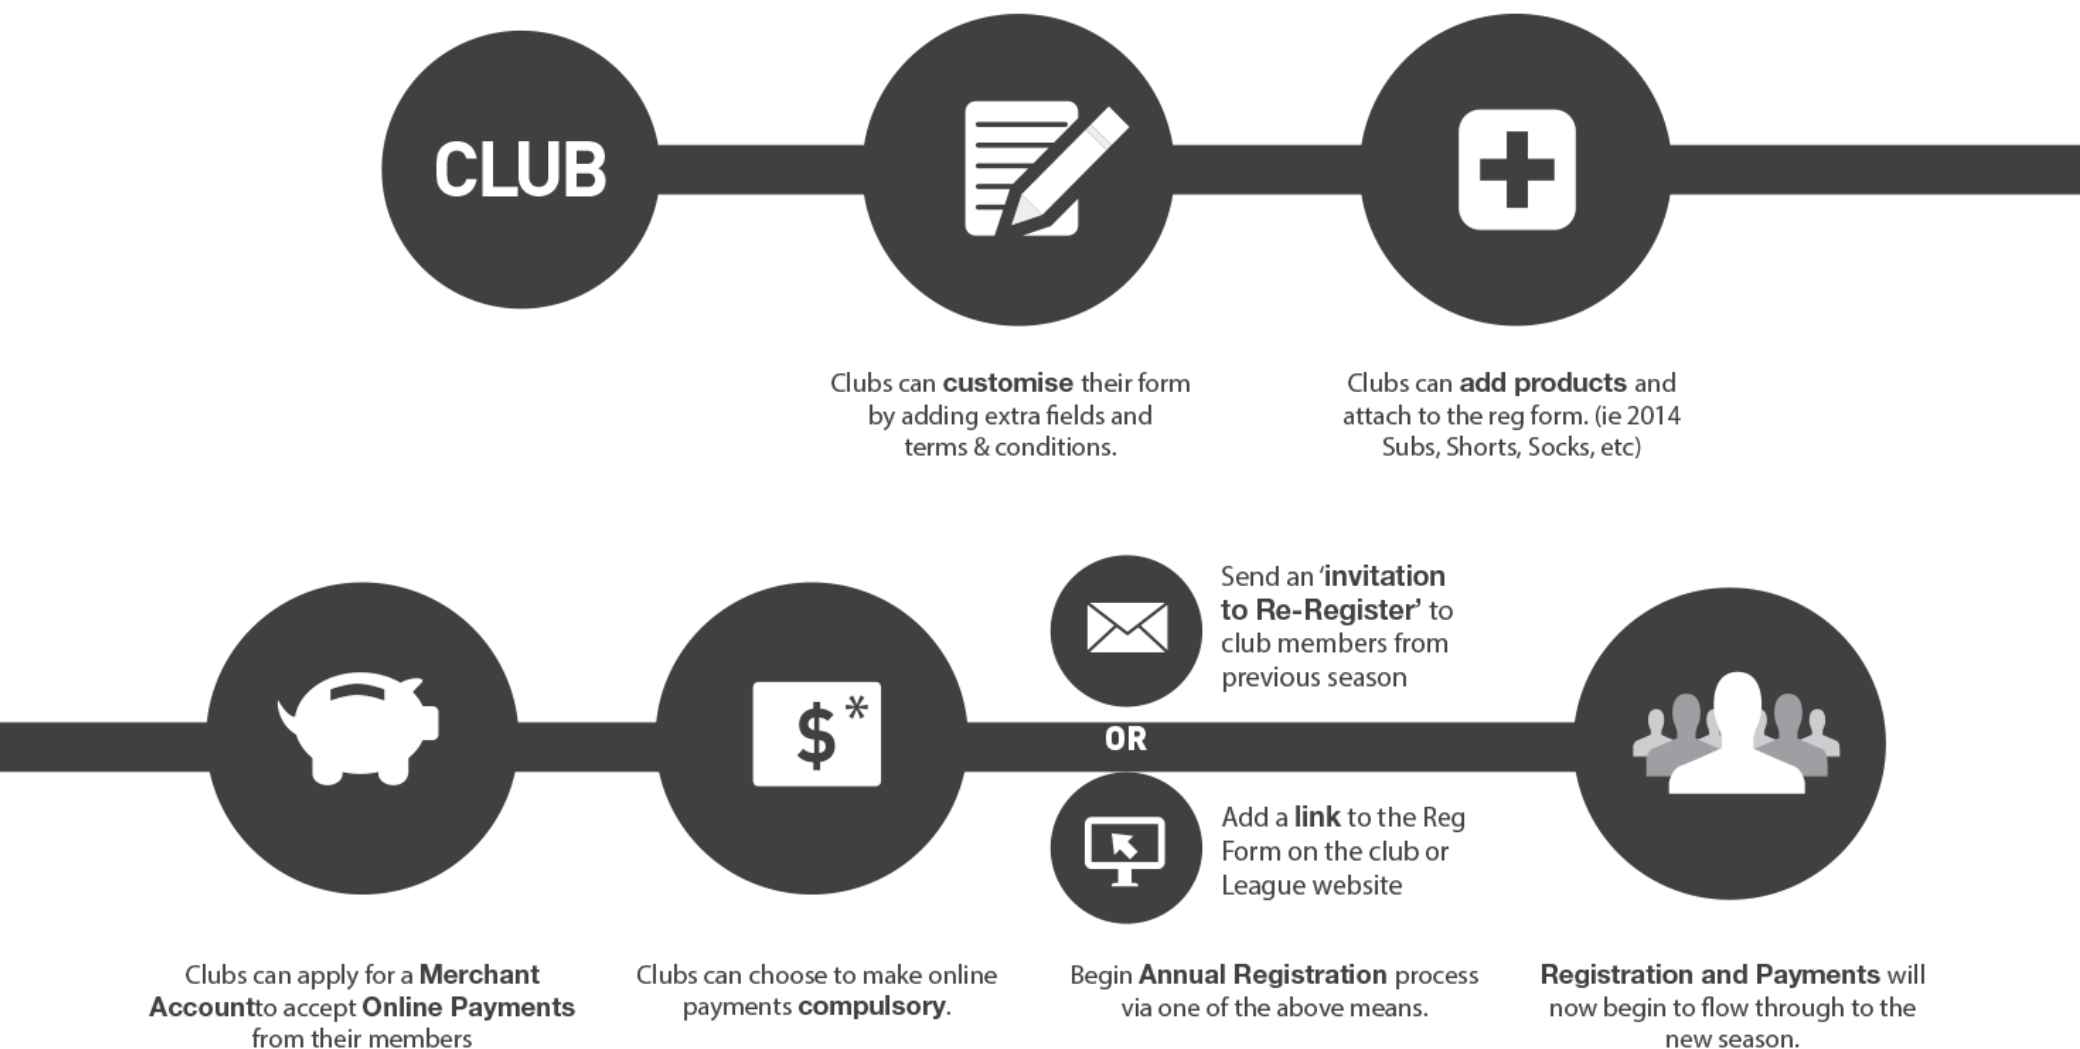 CLUB
Clubs can customise their form
by adding extra fields and
terms & conditions.
Clubs can add products and
attach to the reg form. (ie 2014
Subs, Shorts, Socks, etc)
$*
Send an ‘invitation
to Re-Register’ to
club members from
previous season
OR
Add a link to the Reg
Form on the club or
League website
Clubs can apply for a Merchant
Accountto accept Online Payments
from their members
Clubs can choose to make online
payments compulsory.
Begin Annual Registration process
via one of the above means.
Registration and Payments will
now begin to flow through to the
new season.